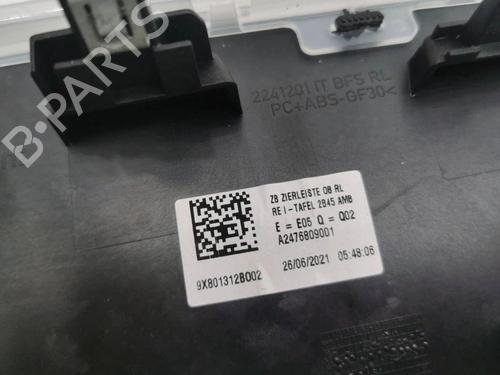 2241201 IT BFS RL
PC+ABS-GF30<
ZB ZIERLEISTE OB RL
RE I-TAFEL 2B45 AMB
E = E05 Q = Q02
A2476809001
9X801312B002
26/06/2021 05:48:06
B-PARTS